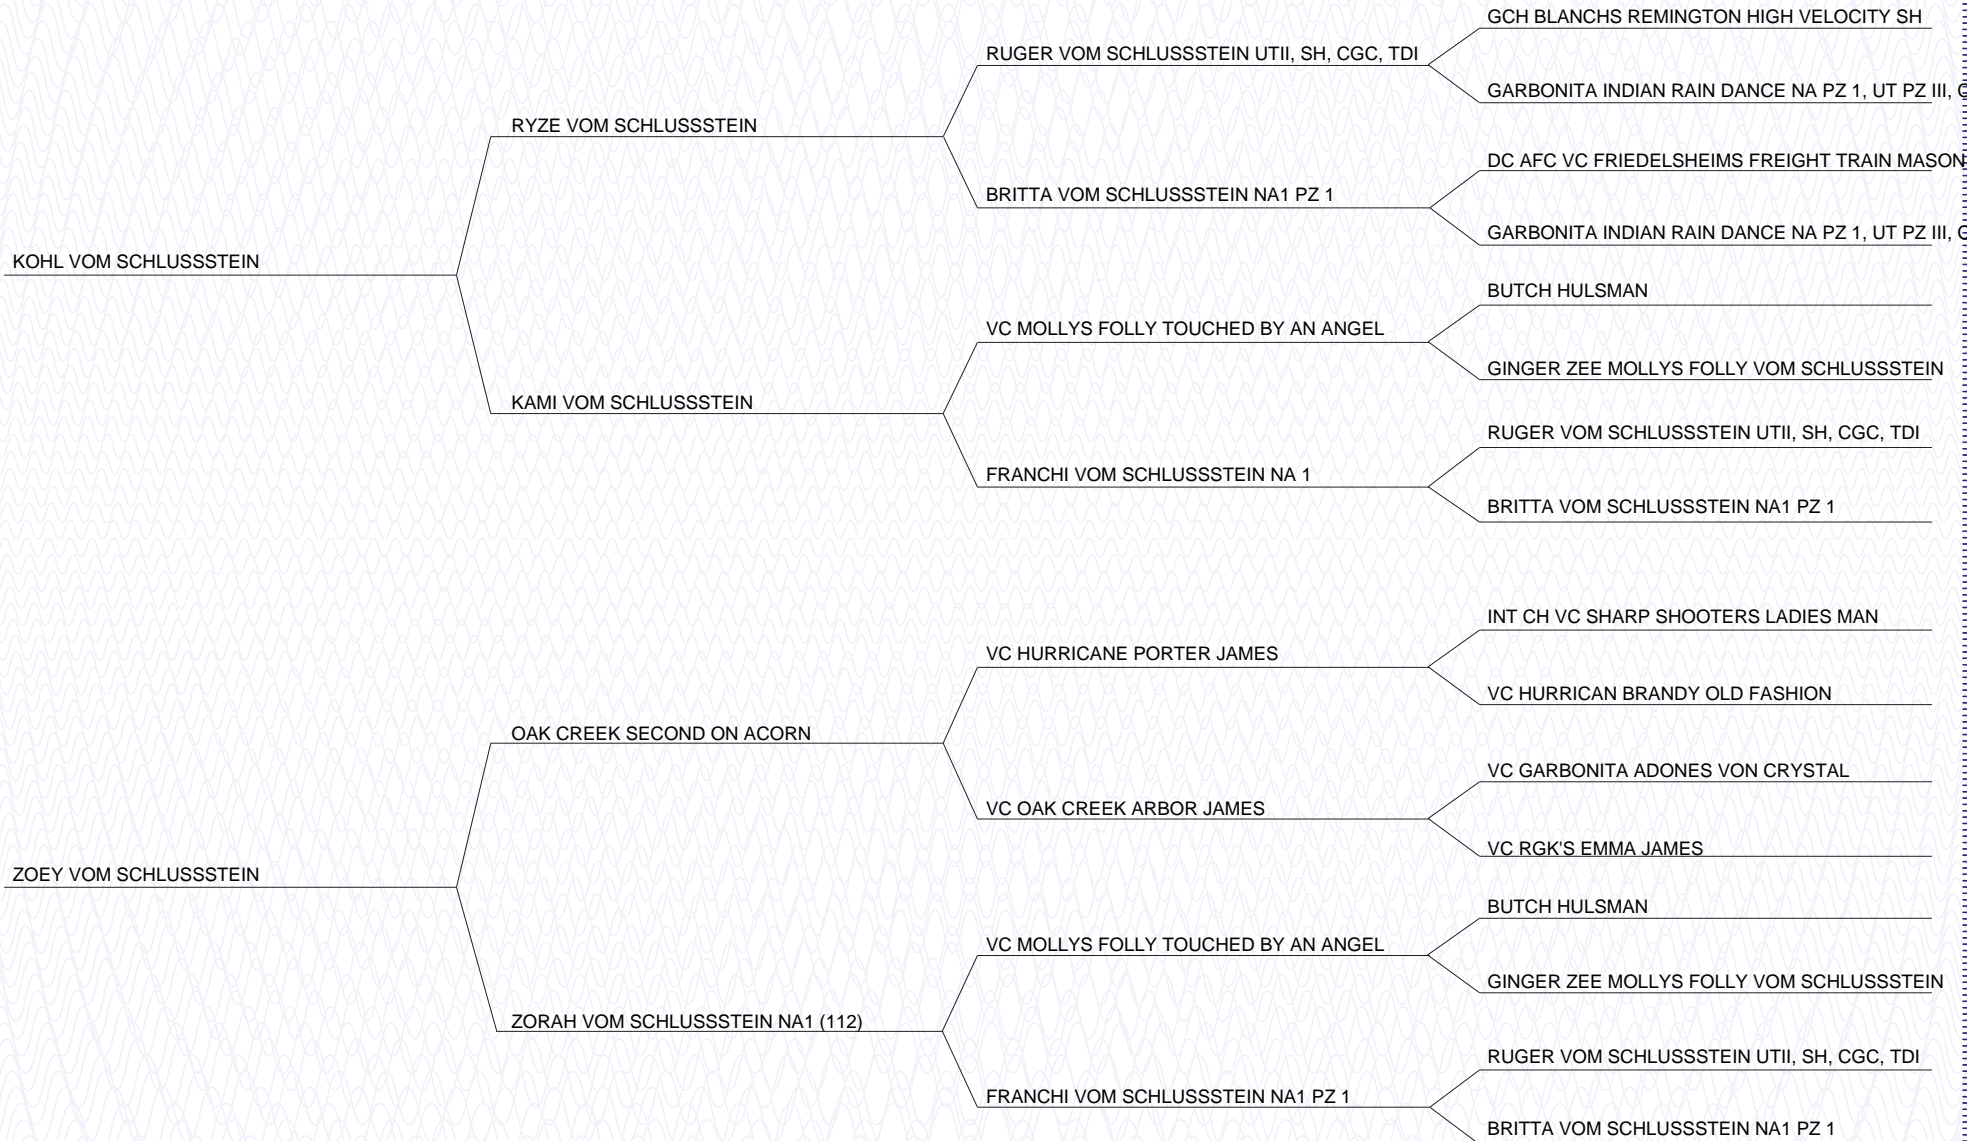 GCH BLANCHS REMINGTON HIGH VELOCITY SH
RUGER VOM SCHLUSSSTEIN UTII, SH, CGC, TDI
GARBONITA INDIAN RAIN DANCE NA PZ 1, UT PZ III,
RYZE VOM SCHLUSSSTEIN
DC AFC VC FRIEDELSHEIMS FREIGHT TRAIN MASON
BRITTA VOM SCHLUSSSTEIN NA1 PZ 1
GARBONITA INDIAN RAIN DANCE NA PZ 1, UT PZ III,
KOHL VOM SCHLUSSSTEIN
BUTCH HULSMAN
VC MOLLYS FOLLY TOUCHED BY AN ANGEL
GINGER ZEE MOLLYS FOLLY VOM SCHLUSSSTEIN
KAMI VOM SCHLUSSSTEIN
RUGER VOM SCHLUSSSTEIN UTII, SH, CGC, TDI
FRANCHI VOM SCHLUSSSTEIN NA 1
BRITTA VOM SCHLUSSSTEIN NA1 PZ 1
INT CH VC SHARP SHOOTERS LADIES MAN
VC HURRICANE PORTER JAMES
VC HURRICAN BRANDY OLD FASHION
OAK CREEK SECOND ON ACORN
VC GARBONITA ADONES VON CRYSTAL
VC OAK CREEK ARBOR JAMES
VC RGK'S EMMA JAMES
ZOEY VOM SCHLUSSSTEIN
BUTCH HULSMAN
VC MOLLYS FOLLY TOUCHED BY AN ANGEL
GINGER ZEE MOLLYS FOLLY VOM SCHLUSSSTEIN
ZORAH VOM SCHLUSSSTEIN NA1 (112)
RUGER VOM SCHLUSSSTEIN UTII, SH, CGC, TDI
FRANCHI VOM SCHLUSSSTEIN NA1 PZ 1
BRITTA VOM SCHLUSSSTEIN NA1 PZ 1